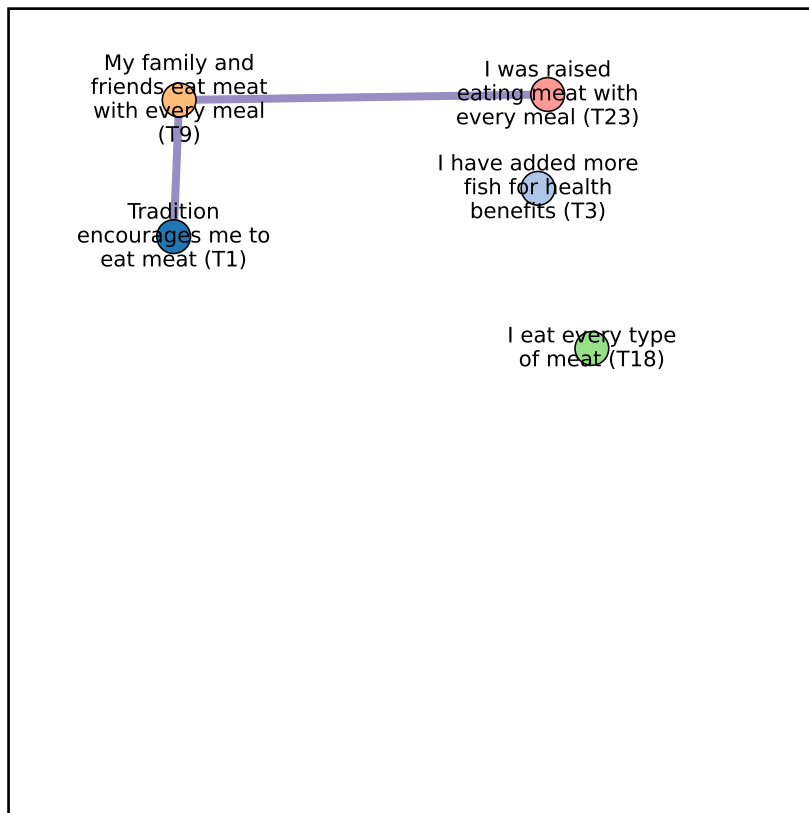 My family and
friends eat meat
with every meal
(T9)
I was raised
eating meat with
every meal (T23)
I have added more
fish for health
benefits (T3)
Tradition
encourages me to
eat meat (T1)
I eat every type
of meat (T18)